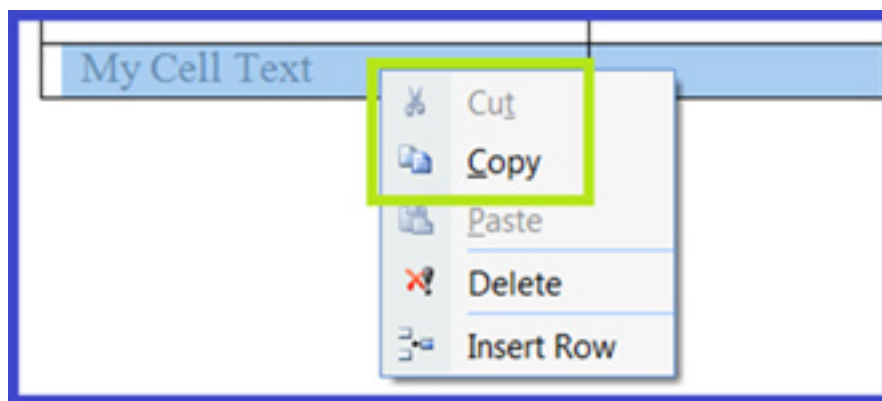 My Cell Text
Cut
Copy
Paste
Delete
Insert Row